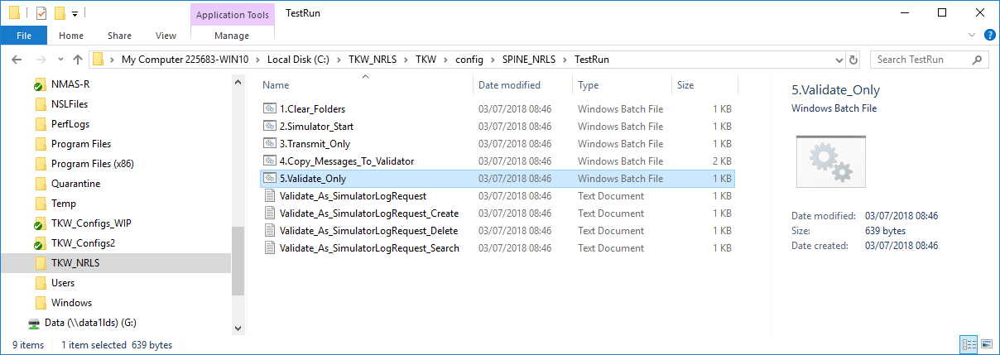 Application Tools TestRun
File Home Share View Manage
My Computer 225683-WIN10 Local Disk (C:) TKW_NRLS TKW config SPINE_NRLS TestRun Search TestRun
NMAS-R
NSLFiles
PerfLogs
Program Files
Program Files (x86)
Quarantine
Temp
TKW_Configs_WIP
TKW_Configs2
TKW_NRLS
Users
Windows
Data (\\data1lds) (G:)
Name Date modified Type Size
1.Clear_Folders 03/07/2018 08:46 Windows Batch File 1 KB
2.Simulator_Start 03/07/2018 08:46 Windows Batch File 1 KB
3.Transmit_Only 03/07/2018 08:46 Windows Batch File 1 KB
4.Copy_Messages_To_Validator 03/07/2018 08:46 Windows Batch File 2 KB
5.Validate_Only 03/07/2018 08:46 Windows Batch File 1 KB
Validate_As_SimulatorLogRequest 03/07/2018 08:46 Text Document 1 KB
Validate_As_SimulatorLogRequest_Create 03/07/2018 08:46 Text Document 1 KB
Validate_As_SimulatorLogRequest_Delete 03/07/2018 08:46 Text Document 1 KB
Validate_As_SimulatorLogRequest_Search 03/07/2018 08:46 Text Document 1 KB
5.Validate_Only
Windows Batch File
Date modified: 03/07/2018 08:46
Size: 639 bytes
Date created: 03/07/2018 08:46
9 items 1 item selected 639 bytes